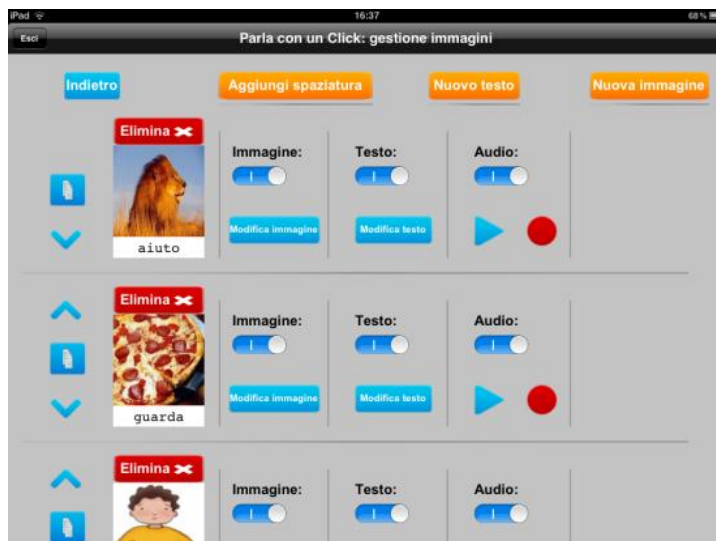 iPad 16:37 68%
Esci Parla con un Click: gestione immagini
Indietro Aggiungi spaziatura Nuovo testo Nuova immagine
Elimina
Immagine: Testo: Audio:
Modifica immagine Modifica testo
aiuto
Elimina
Immagine: Testo: Audio:
Modifica immagine Modifica testo
guarda
Elimina
Immagine: Testo: Audio: